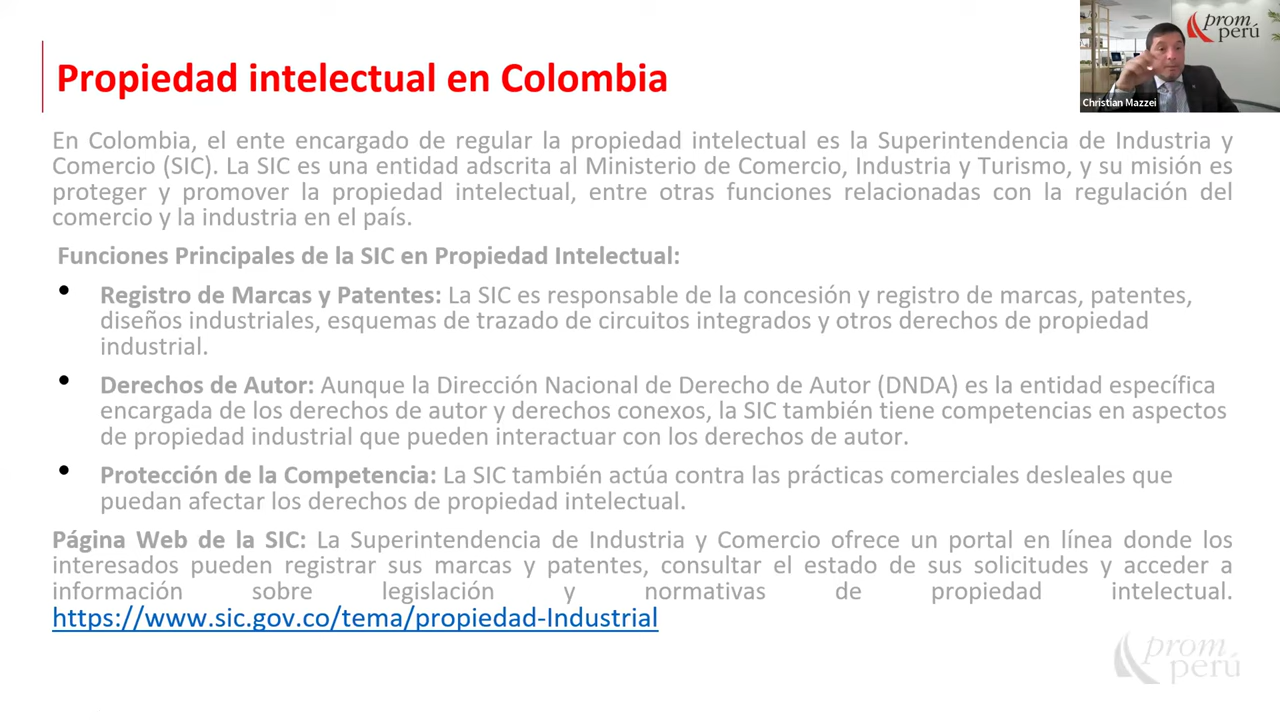 Propiedad intelectual en Colombia
prom
perú
Christian Mazzei
En Colombia, el ente encargado de regular la propiedad intelectual es la Superintendencia de Industria y
Comercio (SIC). La SIC es una entidad adscrita al Ministerio de Comercio, Industria y Turismo, y su misión es
proteger y promover la propiedad intelectual, entre otras funciones relacionadas con la regulación del
comercio y la industria en el país.
Funciones Principales de la SIC en Propiedad Intelectual:
• Registro de Marcas y Patentes: La SIC es responsable de la concesión y registro de marcas, patentes,
diseños industriales, esquemas de trazado de circuitos integrados y otros derechos de propiedad
industrial.
• Derechos de Autor: Aunque la Dirección Nacional de Derecho de Autor (DNDA) es la entidad específica
encargada de los derechos de autor y derechos conexos, la SIC también tiene competencias en aspectos
de propiedad industrial que pueden interactuar con los derechos de autor.
• Protección de la Competencia: La SIC también actúa contra las prácticas comerciales desleales que
puedan afectar los derechos de propiedad intelectual.
Página Web de la SIC: La Superintendencia de Industria y Comercio ofrece un portal en línea donde los
interesados pueden registrar sus marcas y patentes, consultar el estado de sus solicitudes y acceder a
información sobre legislación y normativas de propiedad intelectual.
https://www.sic.gov.co/tema/propiedad-Industrial
prom
perú